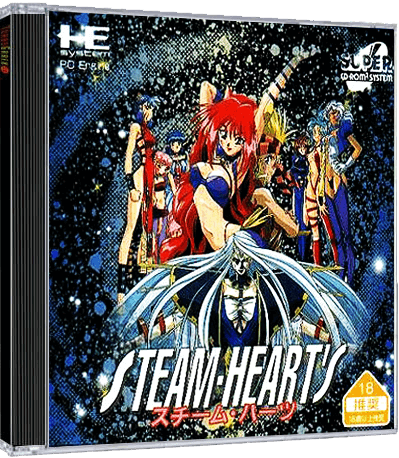 HE
SYSTEM
PC Engine
SUPER
CD-ROM² SYSTEM
STEAM-HEART'S
スチーム・ハーツ
18
推奨